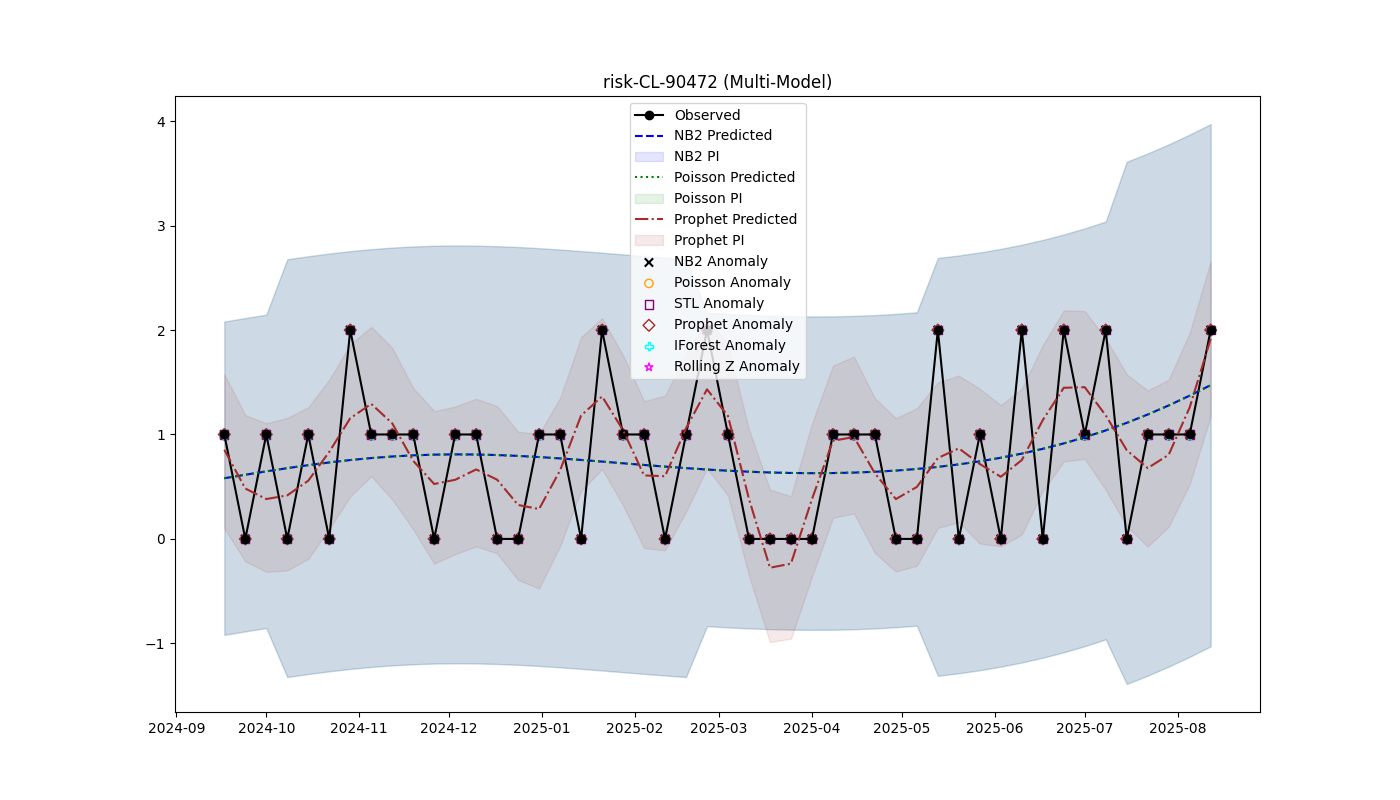 risk-CL-90472 (Multi-Model)
4
3
2
1
0
−1
Observed
NB2 Predicted
NB2 PI
Poisson Predicted
Poisson PI
Prophet Predicted
Prophet PI
NB2 Anomaly
Poisson Anomaly
STL Anomaly
Prophet Anomaly
IForest Anomaly
Rolling Z Anomaly
2024-09 2024-10 2024-11 2024-12 2025-01 2025-02 2025-03 2025-04 2025-05 2025-06 2025-07 2025-08